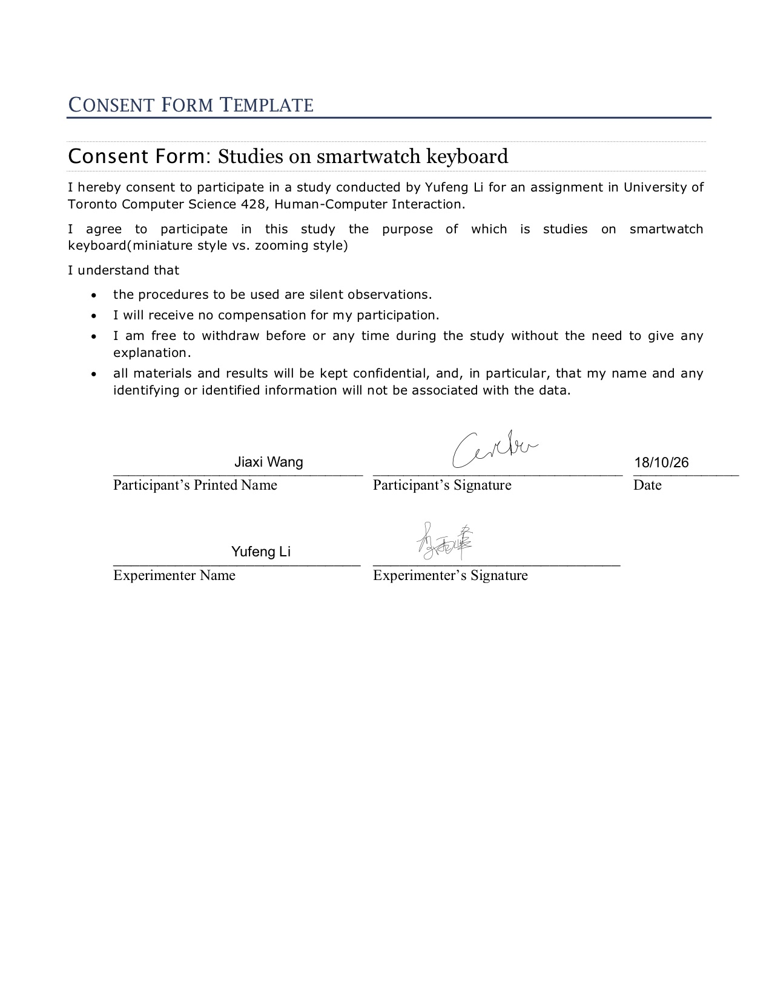 CONSENT FORM TEMPLATE
Consent Form: Studies on smartwatch keyboard
I hereby consent to participate in a study conducted by Yufeng Li for an assignment in University of
Toronto Computer Science 428, Human-Computer Interaction.
I agree to participate in this study the purpose of which is studies on smartwatch
keyboard(miniature style vs. zooming style)
I understand that
• the procedures to be used are silent observations.
• I will receive no compensation for my participation.
• I am free to withdraw before or any time during the study without the need to give any
explanation.
• all materials and results will be kept confidential, and, in particular, that my name and any
identifying or identified information will not be associated with the data.
Jiaxi Wang 18/10/26
Participant’s Printed Name Participant’s Signature Date
Yufeng Li
Experimenter Name Experimenter’s Signature